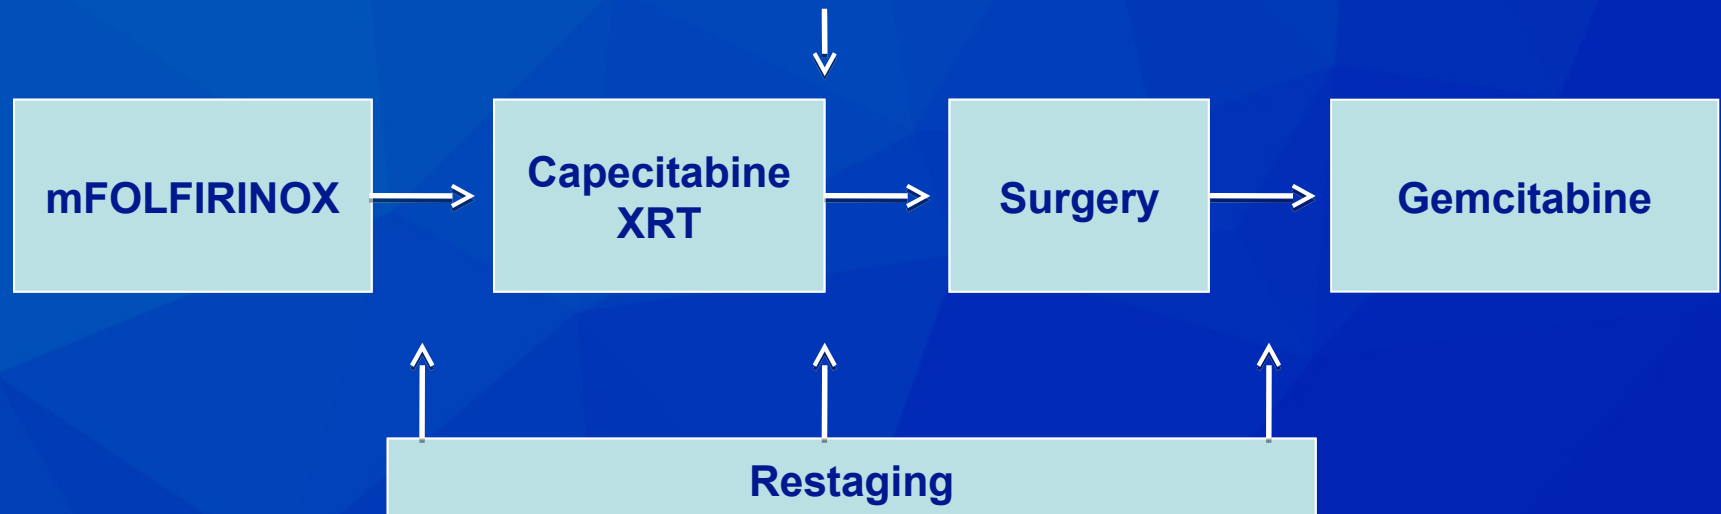 mFOLFIRINOX
Capecitabine
XRT
Surgery
Gemcitabine
Restaging